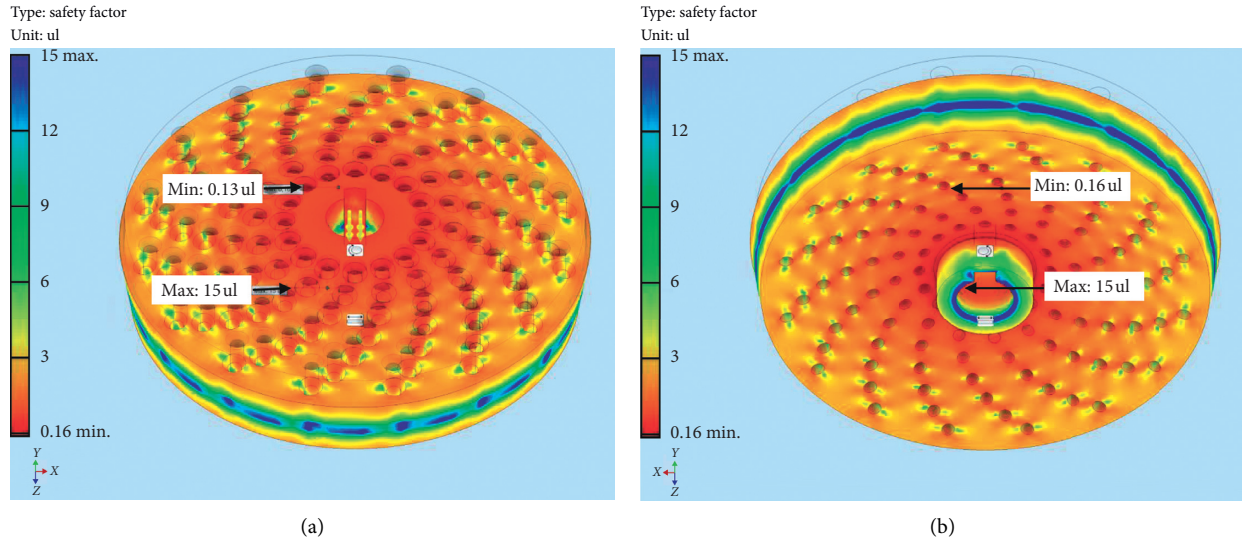 Type: safety factor
Unit: ul
15 max.
12
9
6
3
0.16 min.
Min: 0.13 ul
Max: 15 ul
Y
X
Z
(a)
Type: safety factor
Unit: ul
15 max.
12
9
6
3
0.16 min.
Min: 0.16 ul
Max: 15 ul
Y
X
Z
(b)